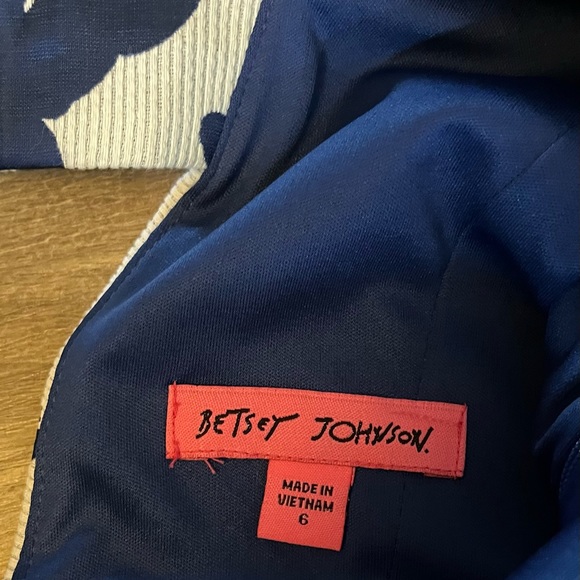 BETSEY JOHNSON.
MADE IN
VIETNAM
6